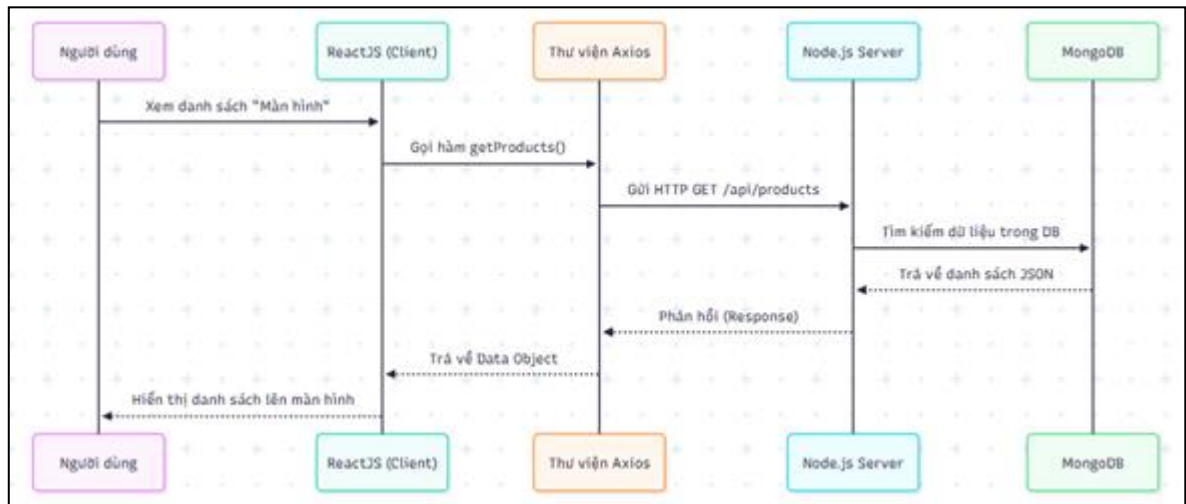 Người dùng
ReactJS (Client)
Thư viện Axios
Node.js Server
MongoDB
Xem danh sách "Màn hình"
Gọi hàm getProducts()
Gửi HTTP GET /api/products
Tìm kiếm dữ liệu trong DB
Trả về danh sách JSON
Phản hồi (Response)
Trả về Data Object
Hiển thị danh sách lên màn hình
Người dùng
ReactJS (Client)
Thư viện Axios
Node.js Server
MongoDB